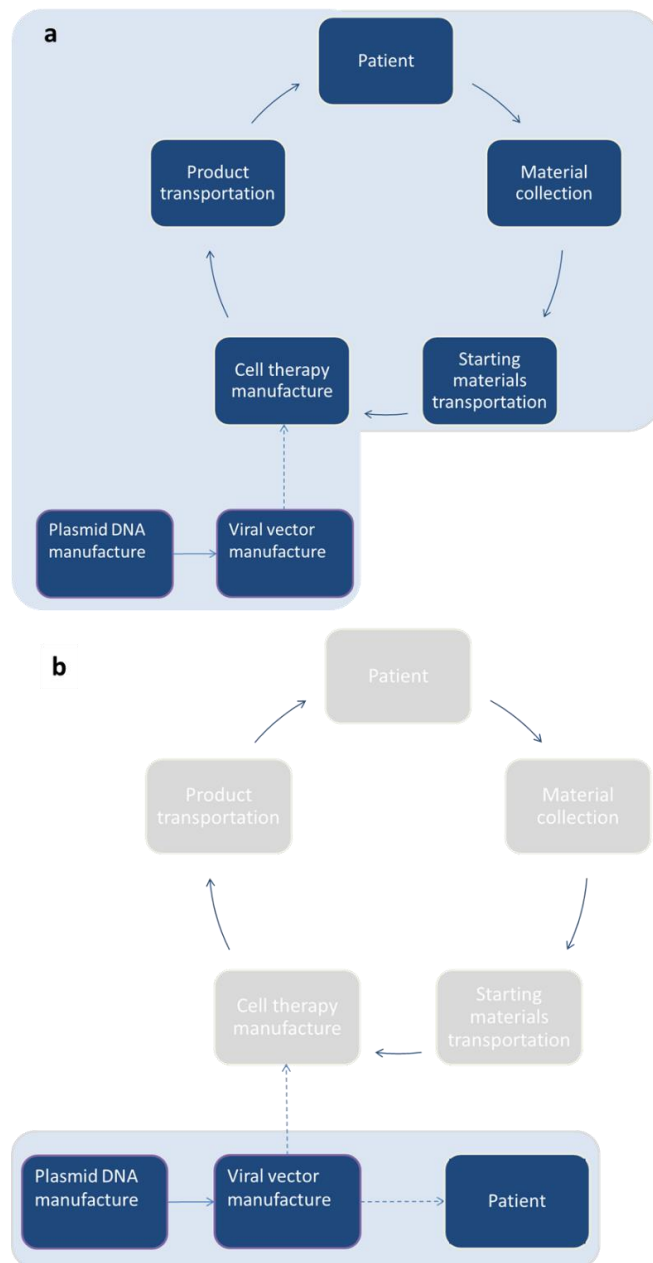 a
Patient
Product
transportation
Material
collection
Cell therapy
manufacture
Starting
materials
transportation
Plasmid DNA
manufacture
Viral vector
manufacture
b
Patient
Product
transportation
Material
collection
Cell therapy
manufacture
Starting
materials
transportation
Plasmid DNA
manufacture
Viral vector
manufacture
Patient